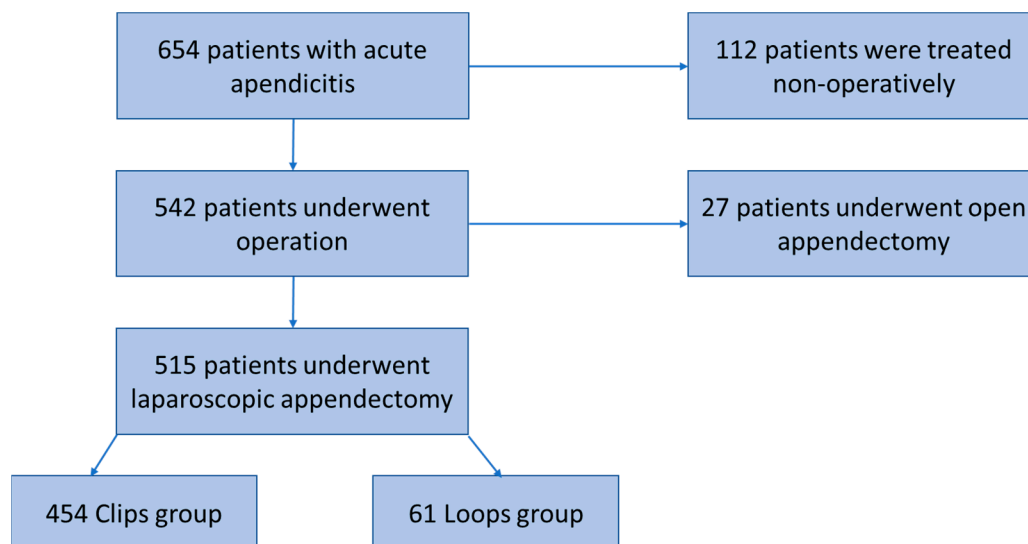 654 patients with acute
apendicitis
112 patients were treated
non-operatively
542 patients underwent
operation
27 patients underwent open
appendectomy
515 patients underwent
laparoscopic appendectomy
454 Clips group
61 Loops group